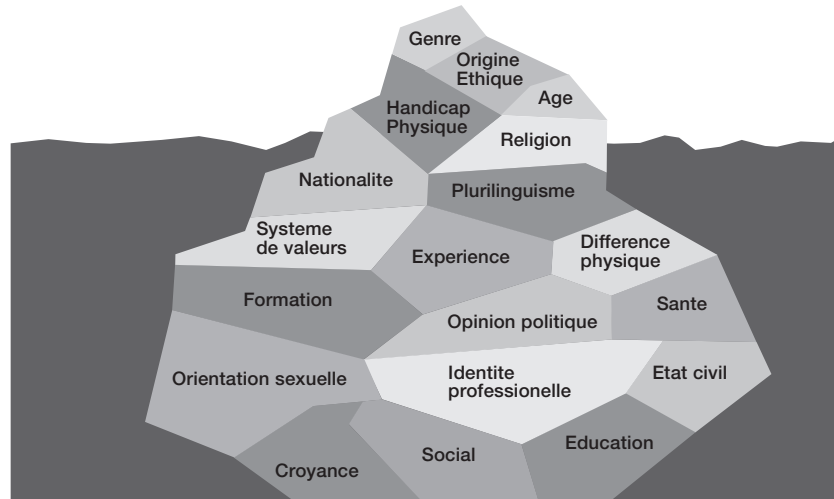 Genre
Origine
Ethique
Age
Handicap
Physique
Religion
Nationalite
Plurilinguisme
Systeme
de valeurs
Experience
Difference
physique
Formation
Opinion politique
Sante
Orientation sexuelle
Identite
professionelle
Etat civil
Croyance
Social
Education